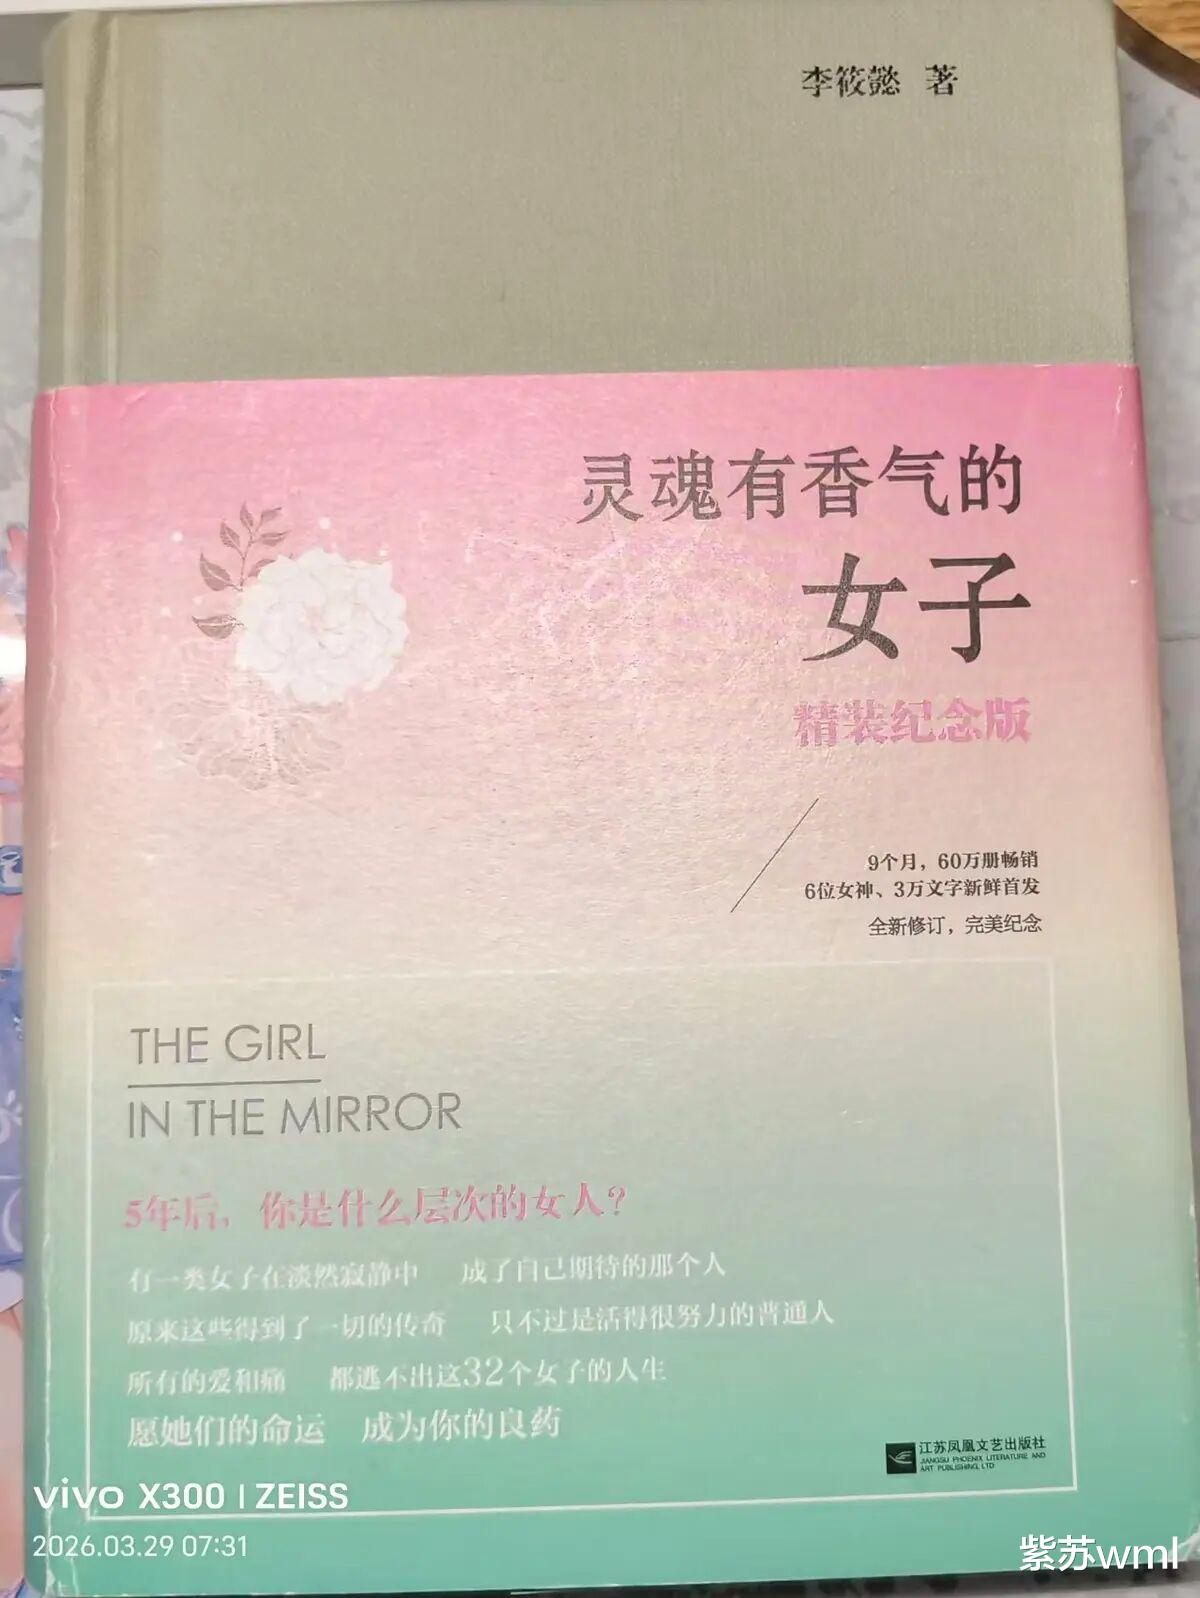 李筱懿 著
灵魂有香气的
女子
精装纪念版
9个月，60万册畅销
6位女神、3万文字新鲜首发
全新修订，完美纪念
THE GIRL
IN THE MIRROR
5年后，你是什么层次的女人？
有一类女子在淡然寂静中 成了自己期待的那个人
原来这些得到了一切的传奇 只不过是活得很努力的普通人
所有的爱和痛 都逃不出这32个女子的人生
愿她们的命运 成为你的良药
江苏凤凰文艺出版社
JIANGSU PHOENIX LITERATURE AND
ART PUBLISHING, LTD
vivo X300 | ZEISS
2026.03.29 07:31
紫苏wml